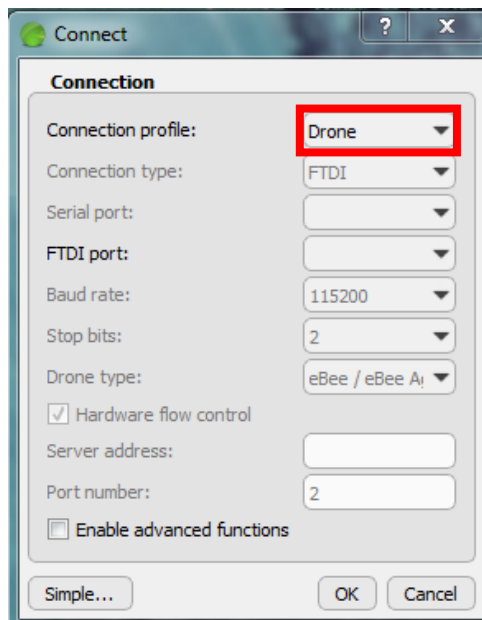 Connect
? x
Connection
Connection profile: Drone
Connection type: FTDI
Serial port:
FTDI port:
Baud rate: 115200
Stop bits: 2
Drone type: eBee / eBee A
Hardware flow control
Server address:
Port number: 2
Enable advanced functions
Simple... OK Cancel